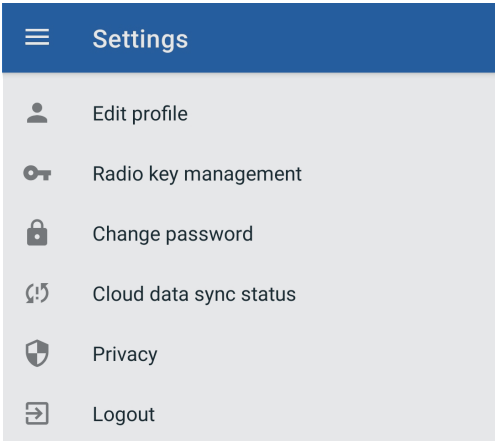 Settings
Edit profile
Radio key management
Change password
Cloud data sync status
Privacy
Logout